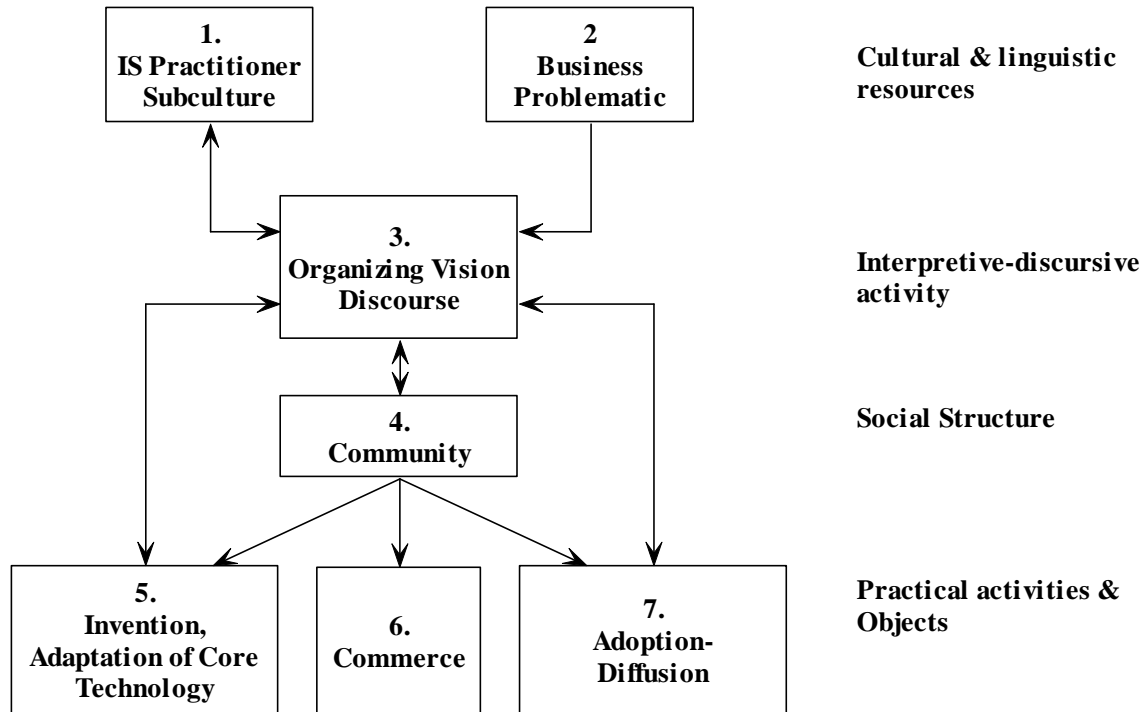 1.
IS Practitioner
Subculture
2
Business
Problematic
Cultural & linguistic
resources
3.
Organizing Vision
Discourse
Interpretive-discursive
activity
4.
Community
Social Structure
5.
Invention,
Adaptation of Core
Technology
6.
Commerce
7.
Adoption-
Diffusion
Practical activities &
Objects